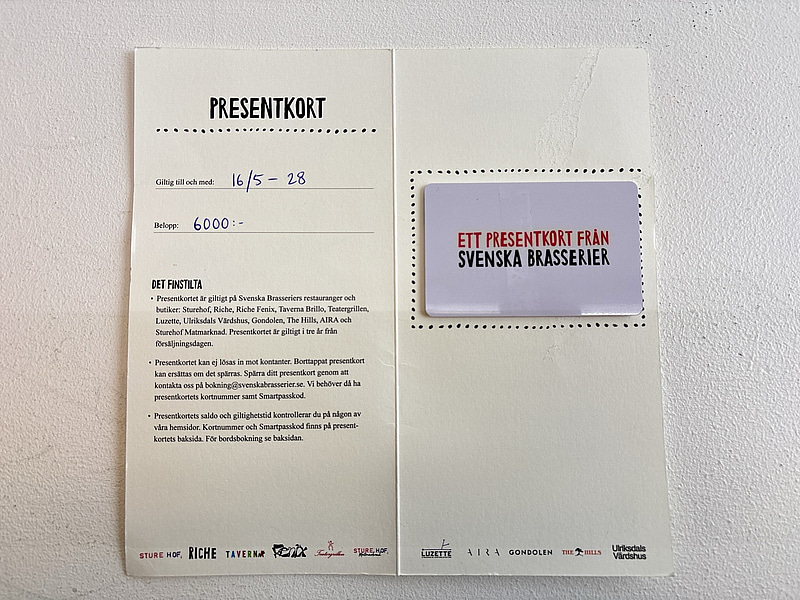 PRESENTKORT
Giltig till och med: 16/5 - 28
Belopp: 6000:-
DET FINSTILTA
• Presentkortet är giltigt på Svenska Brasseriers restauranger och
butiker: Sturehof, Riche, Riche Fenix, Taverna Brillo, Teatergrillen,
Luzette, Ulriksdals Värdshus, Gondolen, The Hills, AIRA och
Sturehof Matmarknad. Presentkortet är giltigt i tre år från
försäljningsdagen.
• Presentkortet kan ej lösas in mot kontanter. Borttappat presentkort
kan ersättas om det spärras. Spärra ditt presentkort genom att
kontakta oss på bokning@svenskabrasserier.se. Vi behöver då ha
presentkortets kortnummer samt Smartpasskod.
• Presentkortets saldo och giltighetstid kontrollerar du på någon av
våra hemsidor. Kortnummer och Smartpasskod finns på present-
kortets baksida. För bordsbokning se baksidan.
STUREHOF, RICHE TAVERNA Fenix Teatergrillen STUREHOF,
ETT PRESENTKORT FRÅN
SVENSKA BRASSERIER
LUZETTE AIRA GONDOLEN THE HILLS Ulriksdals
Värdshus